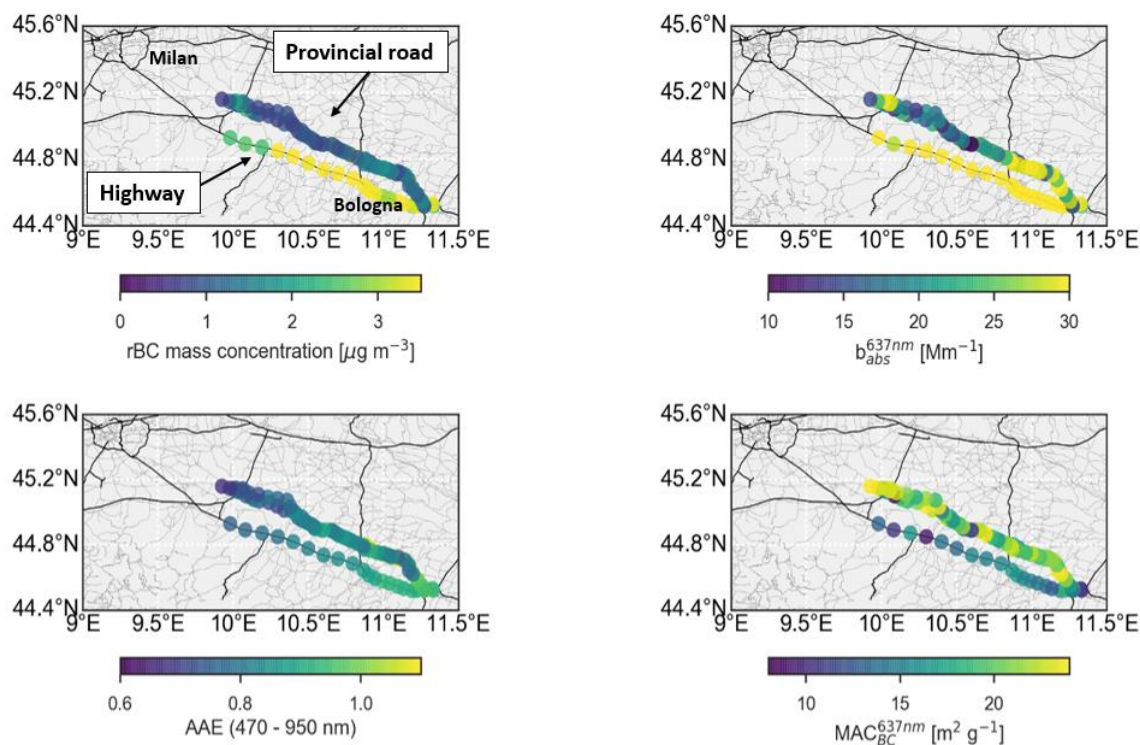 45.6°N
Milan
Provincial road
45.2°N
44.8°N
Highway
Bologna
44.4°N
9°E 9.5°E 10°E 10.5°E 11°E 11.5°E
0 1 2 3
rBC mass concentration [μg m⁻³]
45.6°N
45.2°N
44.8°N
44.4°N
9°E 9.5°E 10°E 10.5°E 11°E 11.5°E
10 15 20 25 30
b_abs^637nm [Mm⁻¹]
45.6°N
45.2°N
44.8°N
44.4°N
9°E 9.5°E 10°E 10.5°E 11°E 11.5°E
0.6 0.8 1.0
AAE (470 - 950 nm)
45.6°N
45.2°N
44.8°N
44.4°N
9°E 9.5°E 10°E 10.5°E 11°E 11.5°E
10 15 20
MAC_BC^637nm [m² g⁻¹]